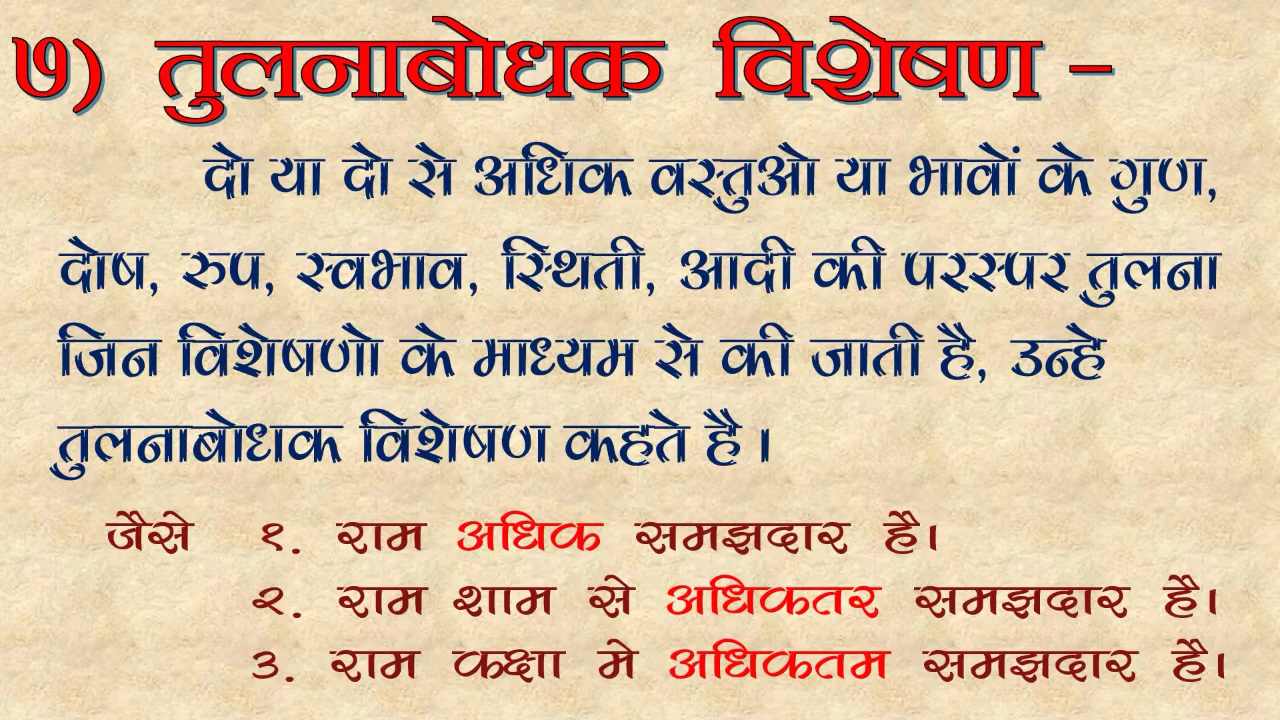 ७) तुलनाबोधक विशेषण -
दो या दो से अधिक वस्तुओ या भावों के गुण,
दोष, रुप, स्वभाव, स्थिती, आदी की परस्पर तुलना
जिन विशेषणो के माध्यम से की जाती है, उन्हे
तुलनाबोधक विशेषण कहते है।
जैसे १. राम अधिक समझदार है।
२. राम शाम से अधिकतर समझदार है।
३. राम कक्षा मे अधिकतम समझदार है।